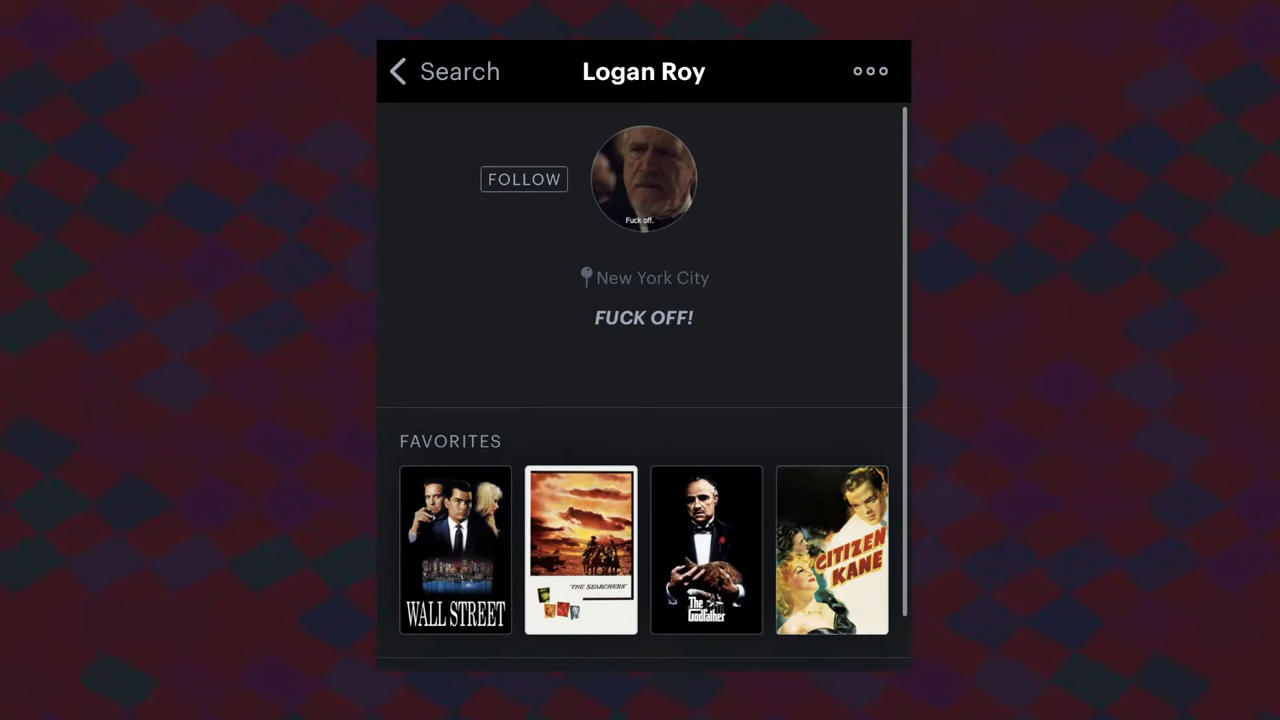 Search
Logan Roy
FOLLOW
Fuck off.
New York City
FUCK OFF!
FAVORITES
WALL STREET
"THE SEARCHERS"
The
Godfather
CITIZEN
KANE